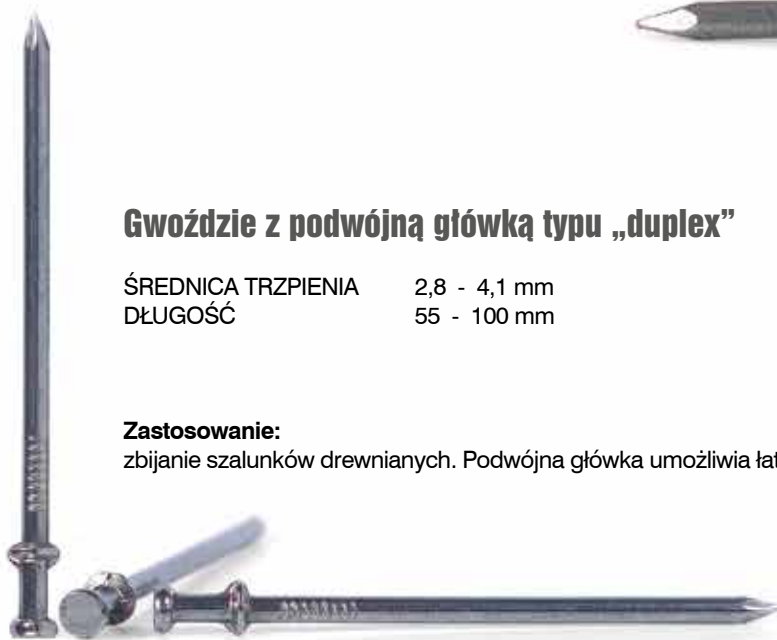 Gwoździe z podwójną główką typu „duplex”
ŚREDNICA TRZPIENIA 2,8 - 4,1 mm
DŁUGOŚĆ 55 - 100 mm
Zastosowanie:
zbijanie szalunków drewnianych. Podwójna główka umożliwia